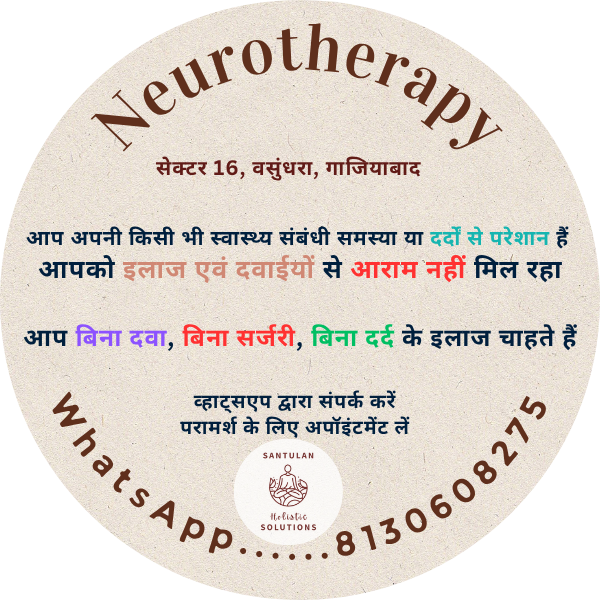 Neurotherapy
सेक्टर 16, वसुंधरा, गाजियाबाद
आप अपनी किसी भी स्वास्थ्य संबंधी समस्या या दर्दों से परेशान हैं
आपको इलाज एवं दवाईयों से आराम नहीं मिल रहा
आप बिना दवा, बिना सर्जरी, बिना दर्द के इलाज चाहते हैं
व्हाट्सएप द्वारा संपर्क करें
परामर्श के लिए अपॉइंटमेंट लें
WhatsApp......8130608275
SANTULAN
Holistic
SOLUTIONS